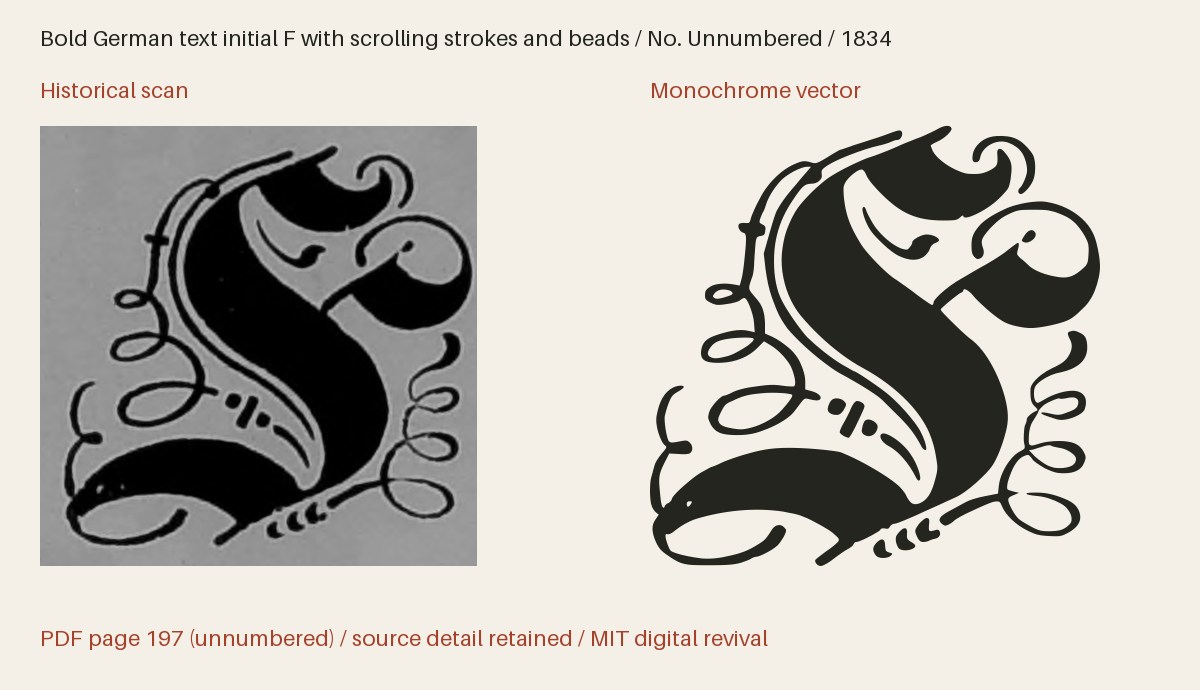 Bold German text initial F with scrolling strokes and beads / No. Unnumbered / 1834
Historical scan
Monochrome vector
PDF page 197 (unnumbered) / source detail retained / MIT digital revival